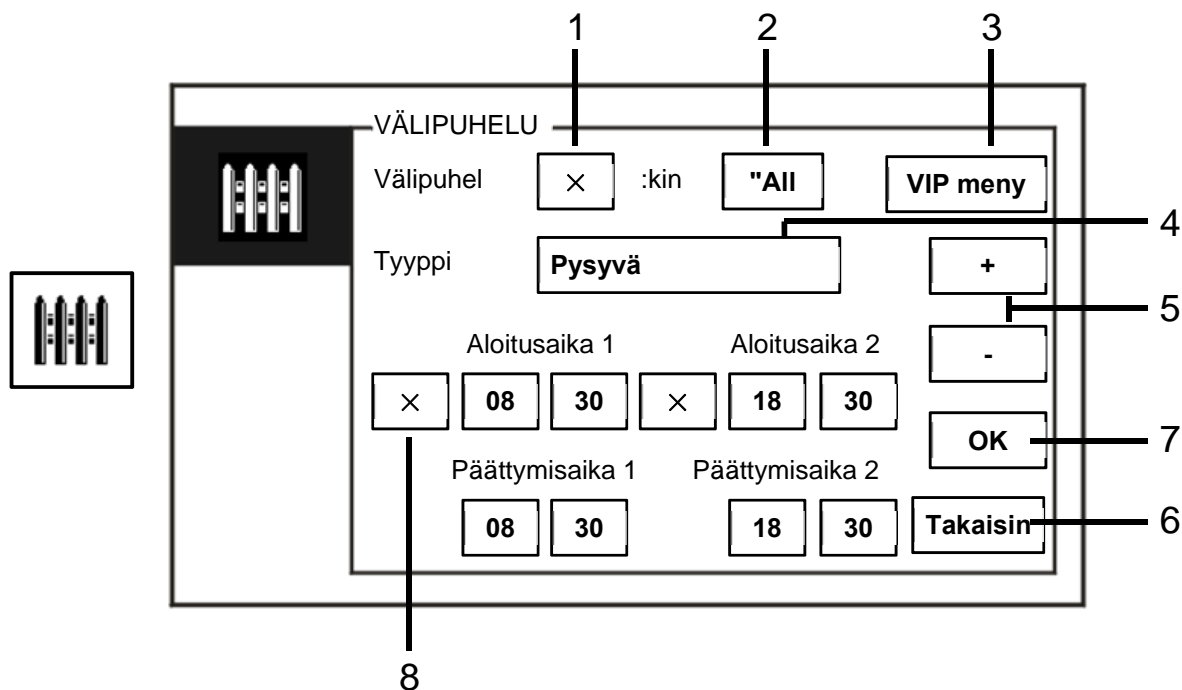 1 2 3
VÄLIPUHELU
Välipuhel × :kin "All VIP meny
4
Tyyppi Pysyvä +
5
Aloitusaika 1 Aloitusaika 2 -
× 08 30 × 18 30
OK 7
Päättymisaika 1 Päättymisaika 2
08 30 18 30 Takaisin 6
8